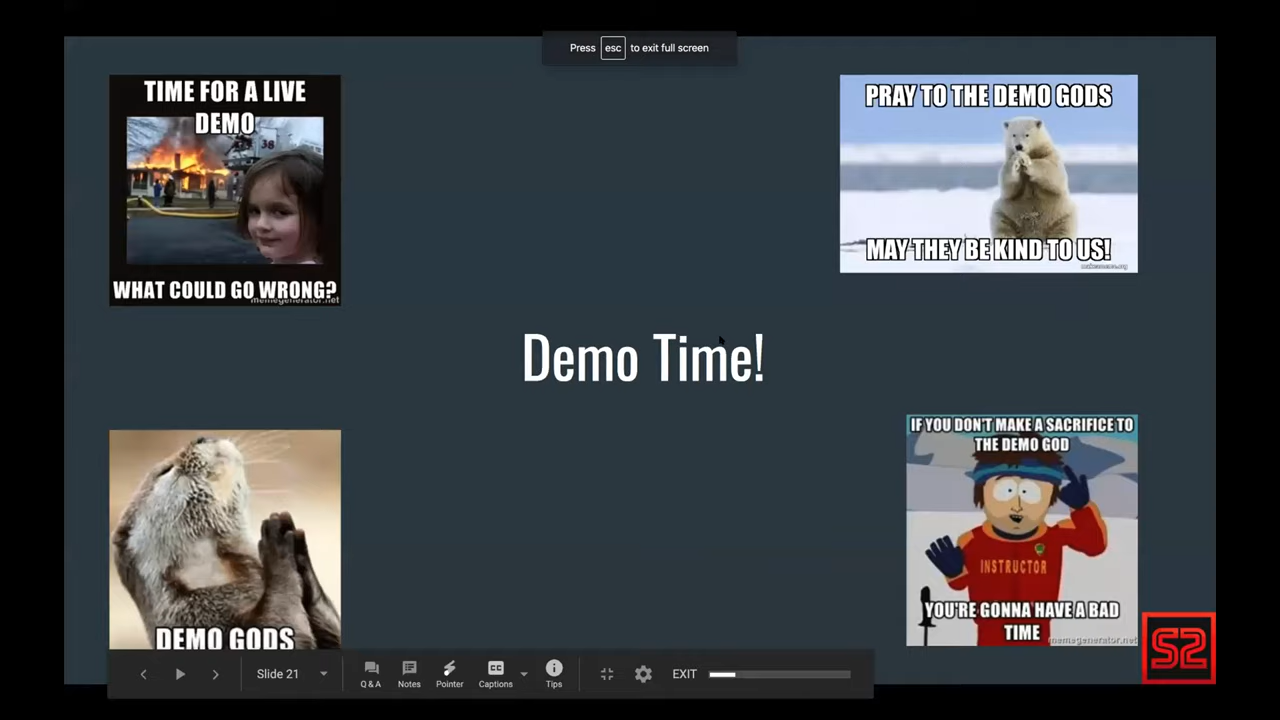 Press esc to exit full screen
TIME FOR A LIVE
DEMO
38
WHAT COULD GO WRONG?
memegenerator.net
PRAY TO THE DEMO GODS
MAY THEY BE KIND TO US!
Demo Time!
DEMO GODS
IF YOU DON'T MAKE A SACRIFICE TO
THE DEMO GOD
INSTRUCTOR
YOU'RE GONNA HAVE A BAD
TIME
memegenerator.net
S2
Slide 21
Q & A
Notes
Pointer
CC
Captions
Tips
EXIT